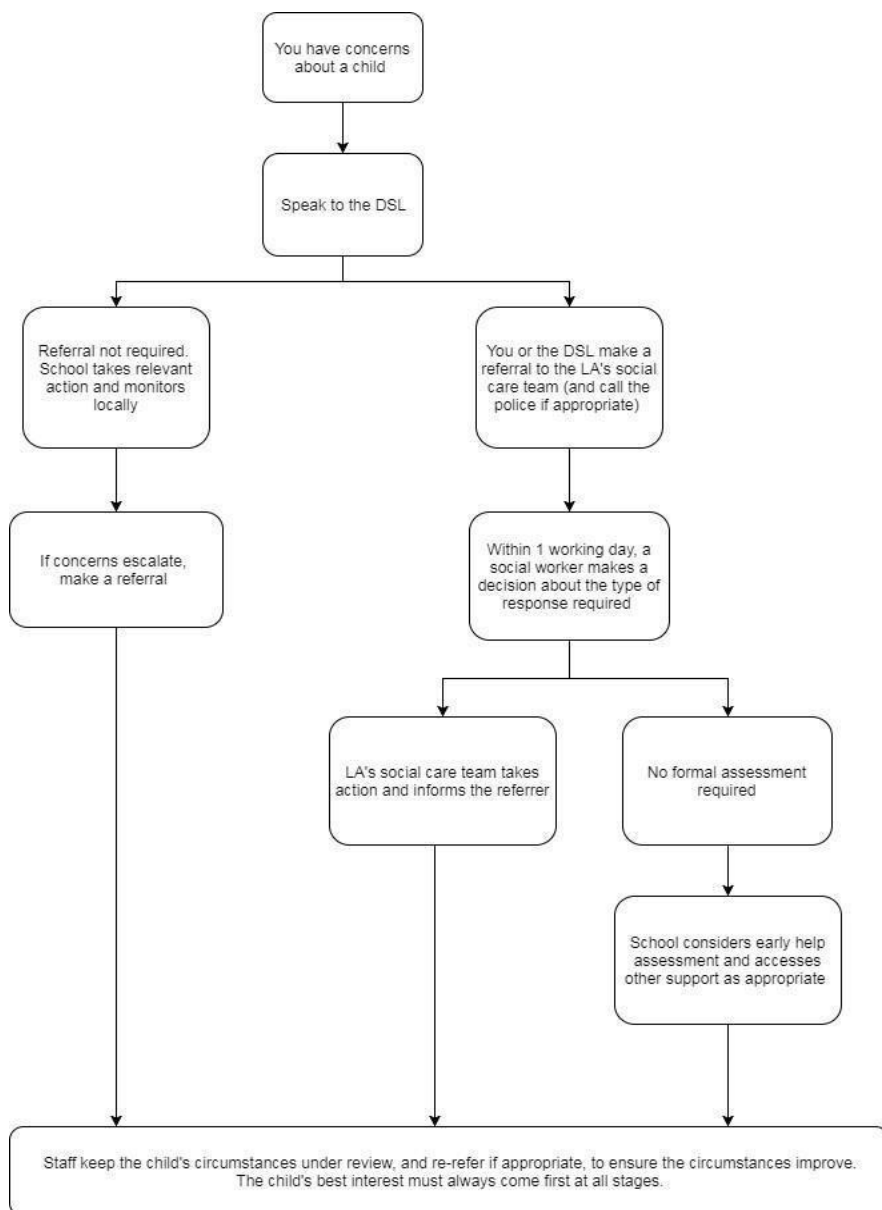 You have concerns
about a child
Speak to the DSL
Referral not required.
School takes relevant
action and monitors
locally
You or the DSL make a
referral to the LA's social
care team (and call the
police if appropriate)
If concerns escalate,
make a referral
Within 1 working day, a
social worker makes a
decision about the type of
response required
LA's social care team takes
action and informs the referrer
No formal assessment
required
School considers early help
assessment and accesses
other support as appropriate
Staff keep the child's circumstances under review, and re-refer if appropriate, to ensure the circumstances improve.
The child's best interest must always come first at all stages.